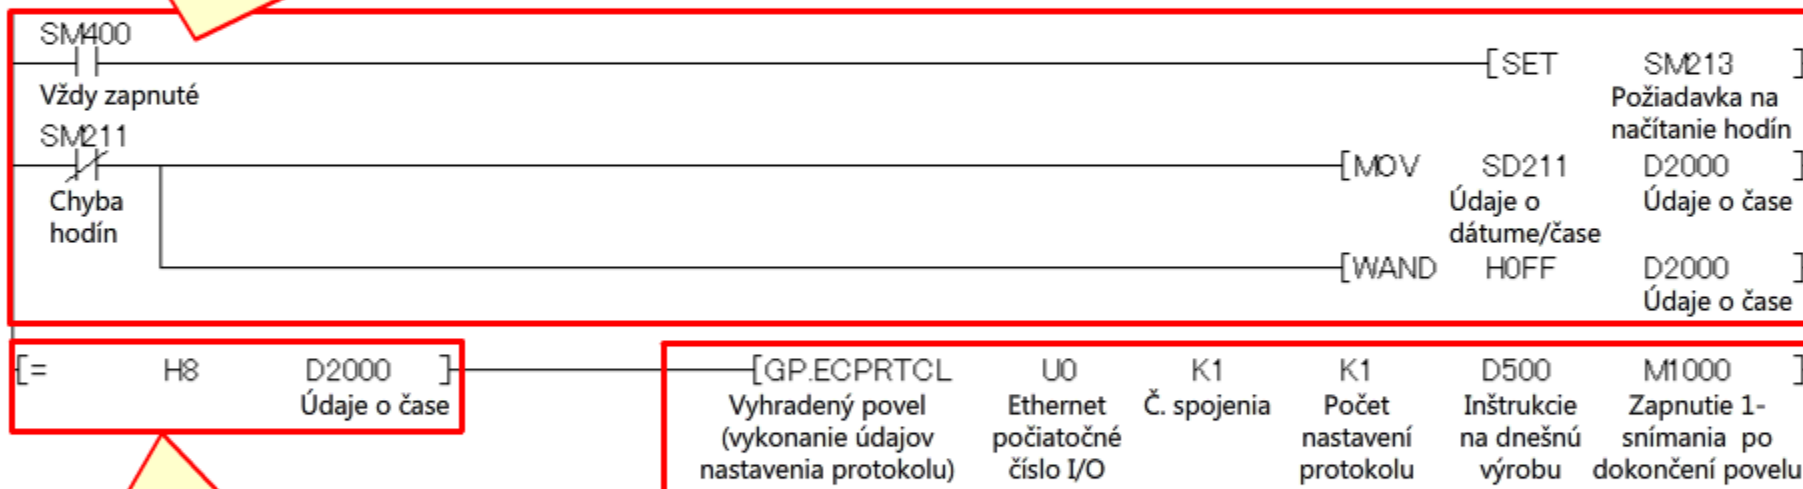 SM400
[SET SM213 ]
Vždy zapnuté
Požiadavka na
načítanie hodín
SM211
[MOV SD211 D2000 ]
Chyba
hodín
Údaje o
dátume/čase
Údaje o čase
[WAND H0FF D2000 ]
Údaje o čase
[= H8 D2000 ]
Údaje o čase
[GP.ECPRTCL U0 K1 K1 D500 M1000 ]
Vyhradený povel
(vykonanie údajov
nastavenia protokolu)
Ethernet
počiatočné
číslo I/O
Č. spojenia
Počet
nastavení
protokolu
Inštrukcie
na dnešnú
výrobu
Zapnutie 1-
snímania po
dokončení povelu